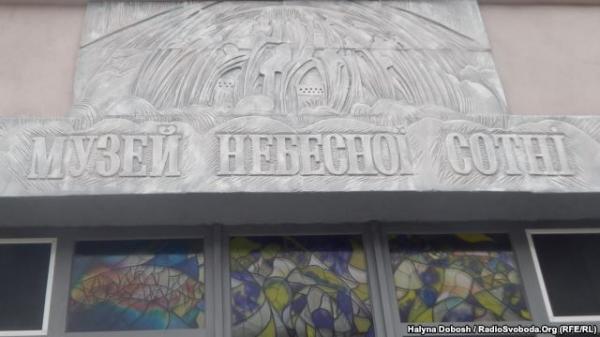 МУЗЕЙ НЕБЕСНОЇ СОТНІ
Halyna Dobosh / RadioSvoboda.Org (RFE/RL)